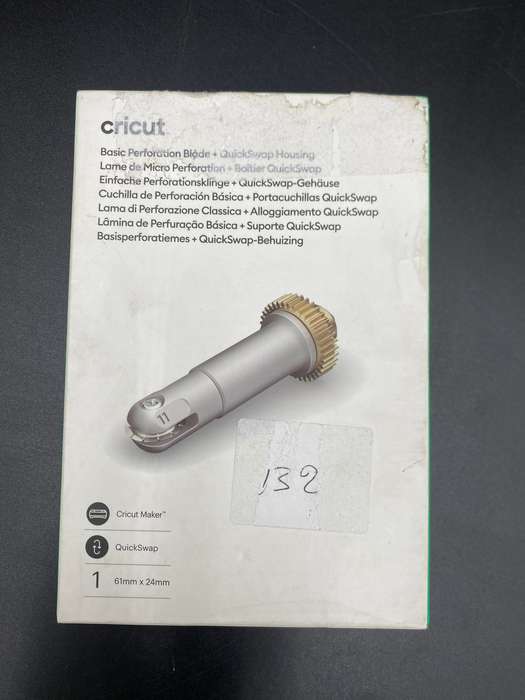 cricut
Basic Perforation Blade + QuickSwap Housing
Lame de Micro Perforation + Boîtier QuickSwap
Einfache Perforationsklinge + QuickSwap-Gehäuse
Cuchilla de Perforación Básica + Portacuchillas QuickSwap
Lama di Perforazione Classica + Alloggiamento QuickSwap
Lâmina de Perfuração Básica + Suporte QuickSwap
Basisperforatiemes + QuickSwap-Behuizing
11
132
Cricut Maker™
QuickSwap
1 61mm x 24mm